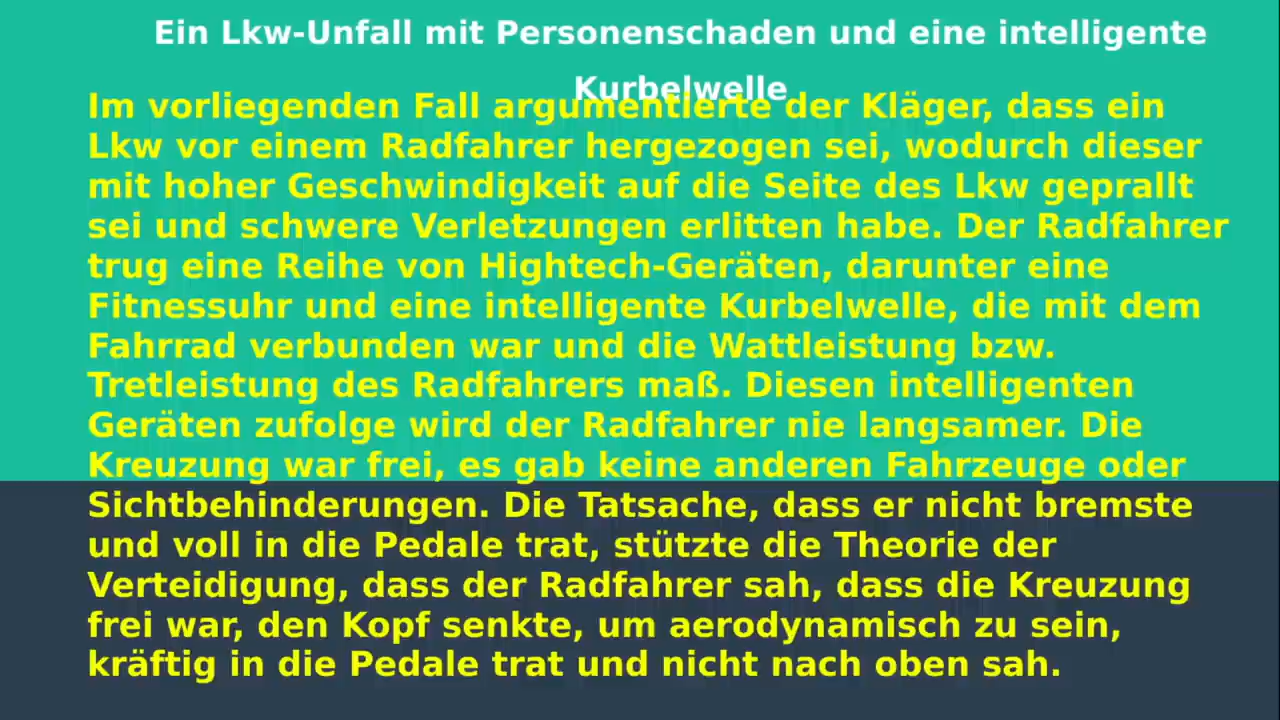 Ein Lkw-Unfall mit Personenschaden und eine intelligente
Kurbelwelle
Im vorliegenden Fall argumentierte der Kläger, dass ein
Lkw vor einem Radfahrer hergezogen sei, wodurch dieser
mit hoher Geschwindigkeit auf die Seite des Lkw geprallt
sei und schwere Verletzungen erlitten habe. Der Radfahrer
trug eine Reihe von Hightech-Geräten, darunter eine
Fitnessuhr und eine intelligente Kurbelwelle, die mit dem
Fahrrad verbunden war und die Wattleistung bzw.
Tretleistung des Radfahrers maß. Diesen intelligenten
Geräten zufolge wird der Radfahrer nie langsamer. Die
Kreuzung war frei, es gab keine anderen Fahrzeuge oder
Sichtbehinderungen. Die Tatsache, dass er nicht bremste
und voll in die Pedale trat, stützte die Theorie der
Verteidigung, dass der Radfahrer sah, dass die Kreuzung
frei war, den Kopf senkte, um aerodynamisch zu sein,
kräftig in die Pedale trat und nicht nach oben sah.